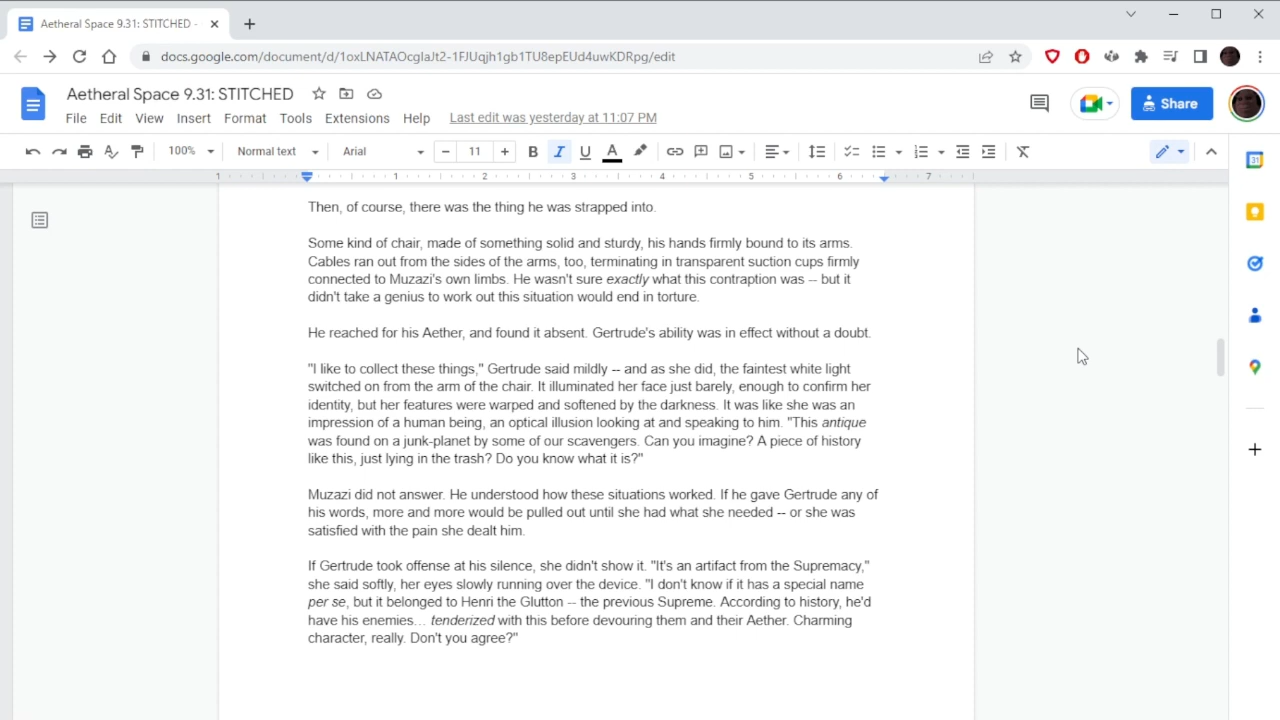 Aetheral Space 9.31: STITCHED -
docs.google.com/document/d/1oxLNATAOcglaJt2-1FJUqjh1gb1TU8epEUd4uwKDRpg/edit
Aetheral Space 9.31: STITCHED
File Edit View Insert Format Tools Extensions Help Last edit was yesterday at 11:07 PM
Share
100% Normal text Arial 11 B I U A
1 1 2 3 4 5 6 7
31
Then, of course, there was the thing he was strapped into.
Some kind of chair, made of something solid and sturdy, his hands firmly bound to its arms.
Cables ran out from the sides of the arms, too, terminating in transparent suction cups firmly
connected to Muzazi's own limbs. He wasn't sure exactly what this contraption was -- but it
didn't take a genius to work out this situation would end in torture.
He reached for his Aether, and found it absent. Gertrude's ability was in effect without a doubt.
"I like to collect these things," Gertrude said mildly -- and as she did, the faintest white light
switched on from the arm of the chair. It illuminated her face just barely, enough to confirm her
identity, but her features were warped and softened by the darkness. It was like she was an
impression of a human being, an optical illusion looking at and speaking to him. "This antique
was found on a junk-planet by some of our scavengers. Can you imagine? A piece of history
like this, just lying in the trash? Do you know what it is?"
Muzazi did not answer. He understood how these situations worked. If he gave Gertrude any of
his words, more and more would be pulled out until she had what she needed -- or she was
satisfied with the pain she dealt him.
If Gertrude took offense at his silence, she didn't show it. "It's an artifact from the Supremacy,"
she said softly, her eyes slowly running over the device. "I don't know if it has a special name
per se, but it belonged to Henri the Glutton -- the previous Supreme. According to history, he'd
have his enemies... tenderized with this before devouring them and their Aether. Charming
character, really. Don't you agree?"